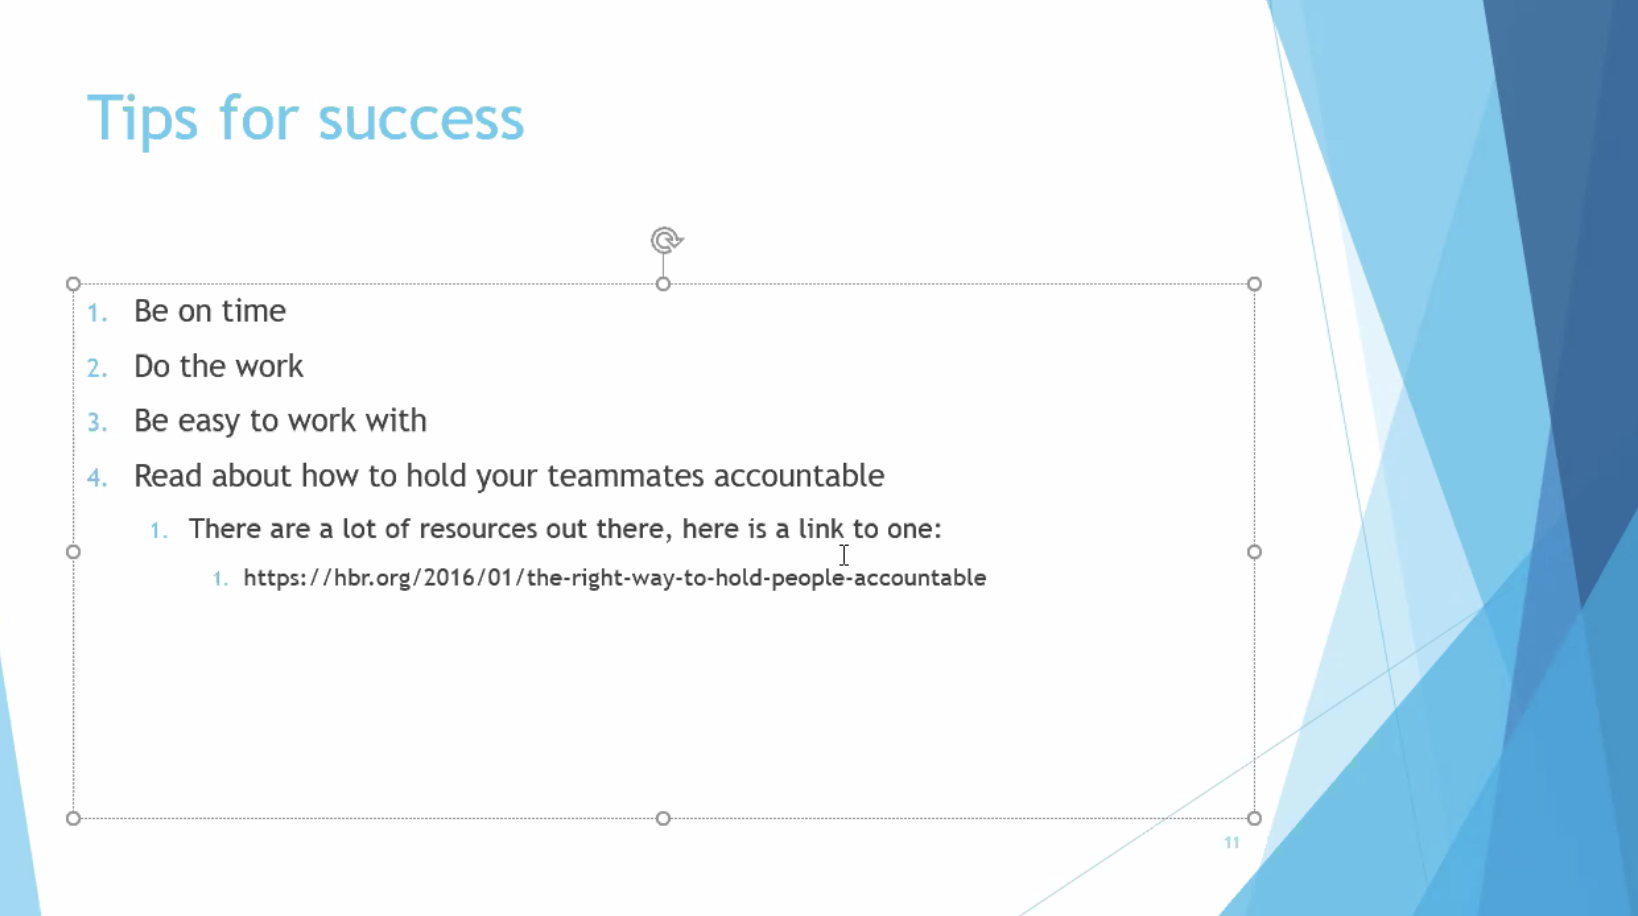 Tips for success
1. Be on time
2. Do the work
3. Be easy to work with
4. Read about how to hold your teammates accountable
1. There are a lot of resources out there, here is a link to one:
1. https://hbr.org/2016/01/the-right-way-to-hold-people-accountable
11